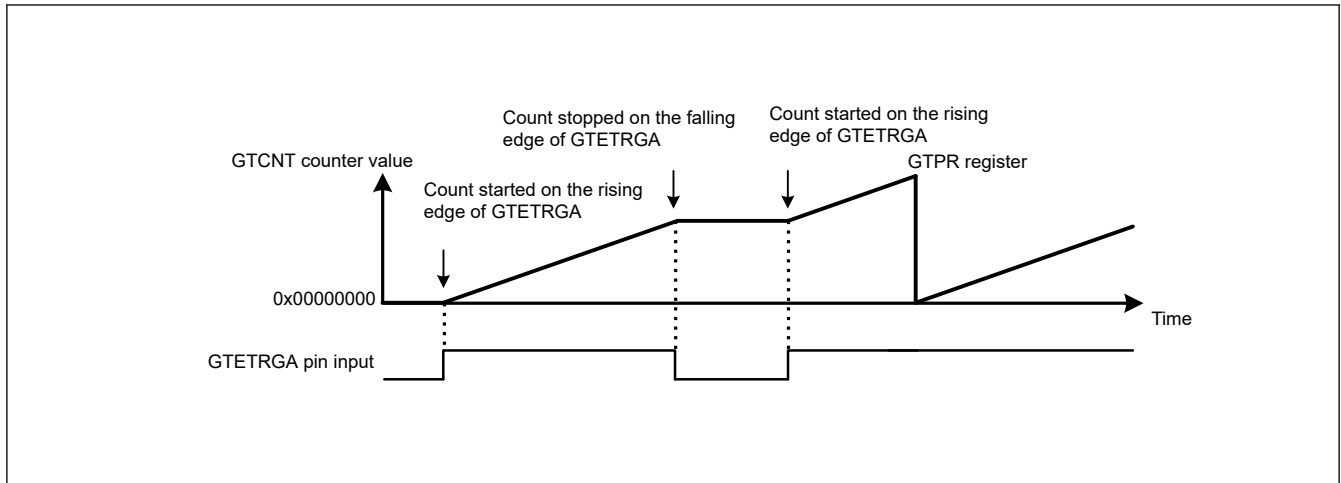 Count stopped on the falling
edge of GTETRGA
Count started on the rising
edge of GTETRGA
GTCNT counter value
GTPR register
Count started on the rising
edge of GTETRGA
0x00000000
Time
GTETRGA pin input